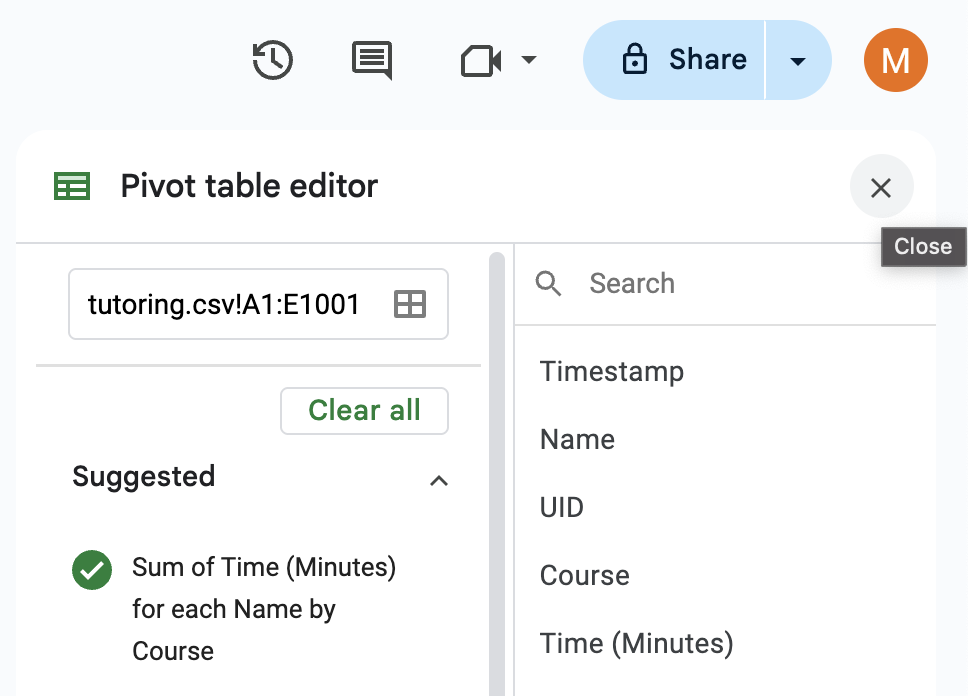 Share
M
Pivot table editor
Close
tutoring.csv!A1:E1001
Clear all
Suggested
Sum of Time (Minutes)
for each Name by
Course
Search
Timestamp
Name
UID
Course
Time (Minutes)